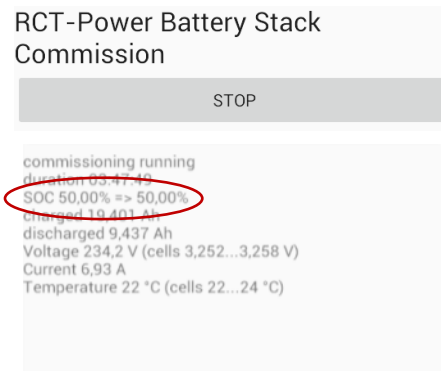 RCT-Power Battery Stack
Commission
STOP
commissioning running
duration 03:47:49
SOC 50,00% => 50,00%
charged 19,401 Ah
discharged 9,437 Ah
Voltage 234,2 V (cells 3,252...3,258 V)
Current 6,93 A
Temperature 22 °C (cells 22...24 °C)